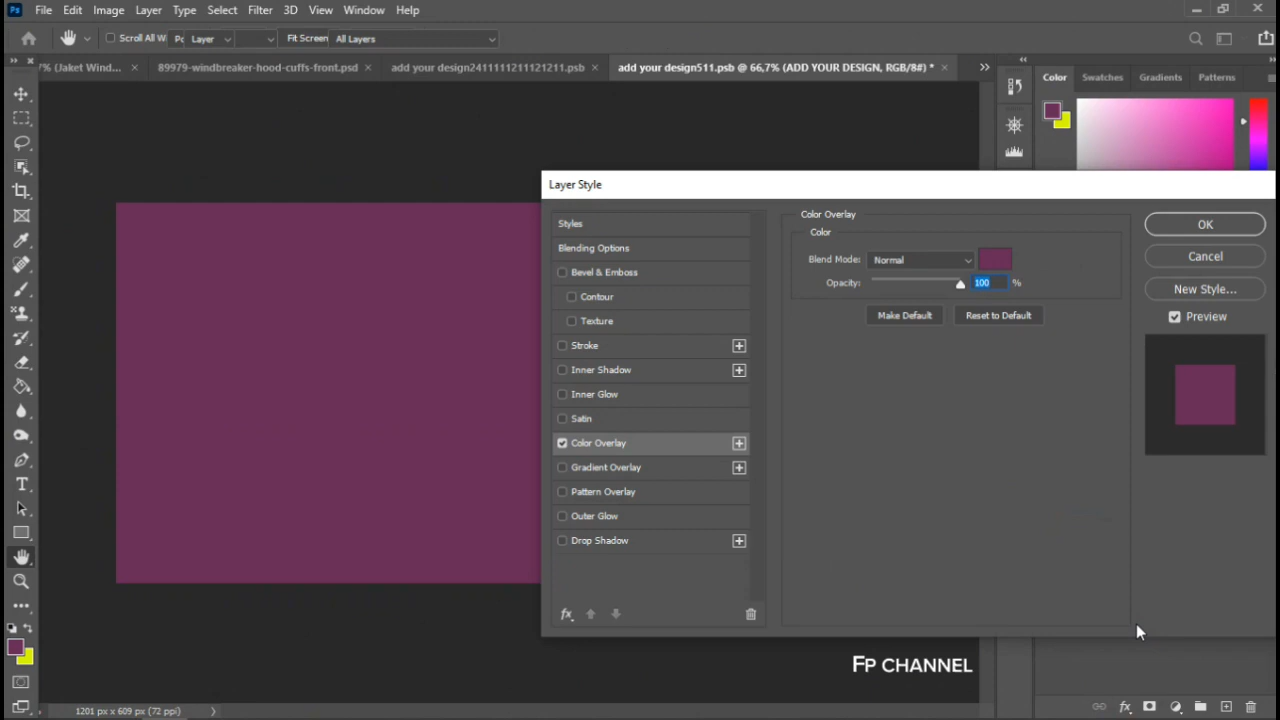 Ps File Edit Image Layer Type Select Filter 3D View Window Help
Scroll All W Layer Fit Screen All Layers
7% (Jaket Wind... × 89979-windbreaker-hood-cuffs-front.psd × add your design2411111211121211.psb × add your design511.psb @ 66,7% (ADD YOUR DESIGN, RGB/8#) * ×
Color Swatches Gradients Patterns
Layer Style
Styles
Blending Options
Bevel & Emboss
Contour
Texture
Stroke
Inner Shadow
Inner Glow
Satin
Color Overlay
Gradient Overlay
Pattern Overlay
Outer Glow
Drop Shadow
fx
Color Overlay
Color
Blend Mode: Normal
Opacity: 100 %
Make Default Reset to Default
OK
Cancel
New Style...
Preview
FP CHANNEL
1201 px x 609 px (72 ppi)
fx